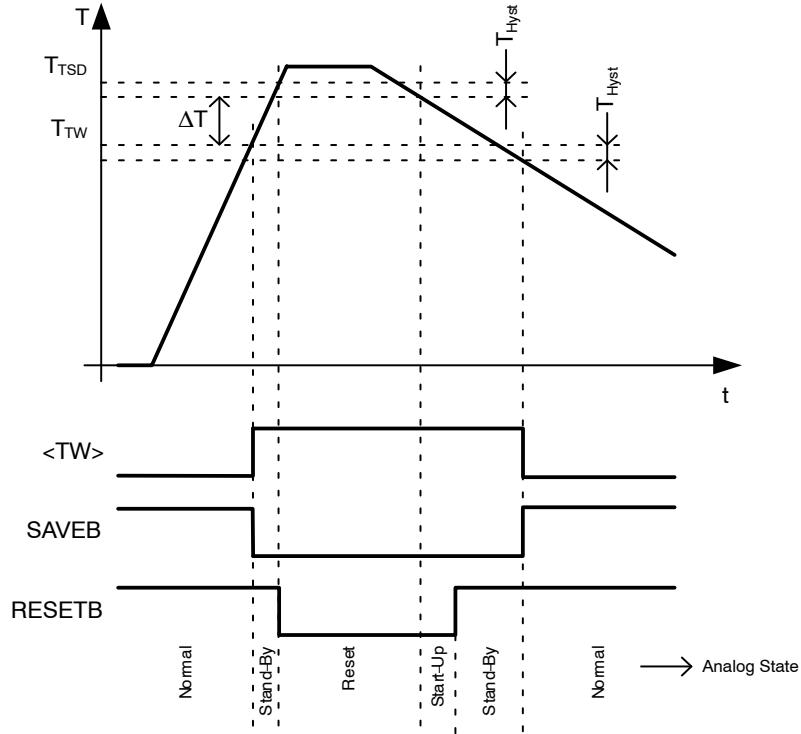 T
T_Hyst
T_TSD
T_Hyst
ΔT
T_TW
t
<TW>
SAVEB
RESETB
Normal
Stand-By
Reset
Start-Up
Stand-By
Normal
Analog State